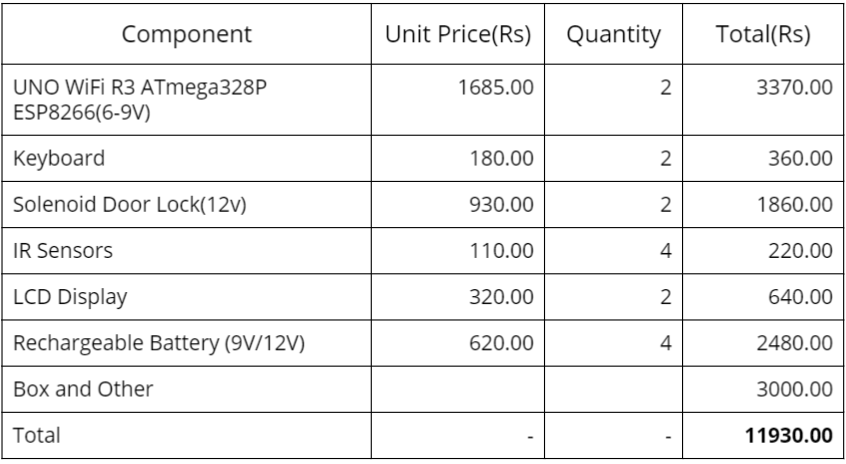 Component Unit Price(Rs) Quantity Total(Rs)
UNO WiFi R3 ATmega328P 1685.00 2 3370.00
ESP8266(6-9V)
Keyboard 180.00 2 360.00
Solenoid Door Lock(12v) 930.00 2 1860.00
IR Sensors 110.00 4 220.00
LCD Display 320.00 2 640.00
Rechargeable Battery (9V/12V) 620.00 4 2480.00
Box and Other 3000.00
Total - - 11930.00